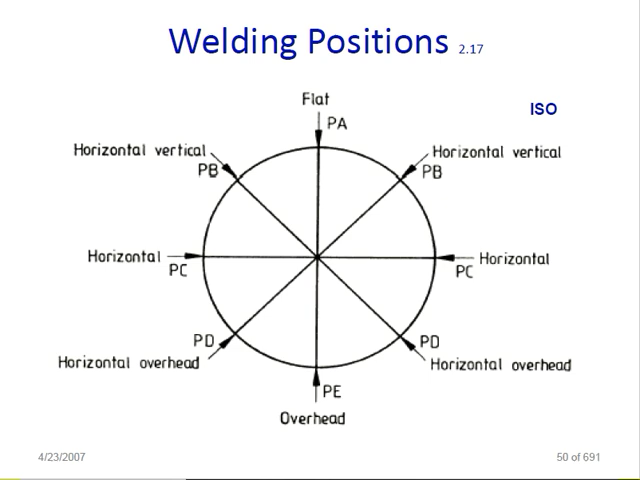 Welding Positions 2.17
ISO
Flat
PA
Horizontal vertical
PB
Horizontal vertical
PB
Horizontal
PC
Horizontal
PC
PD
Horizontal overhead
PD
Horizontal overhead
PE
Overhead
4/23/2007
50 of 691